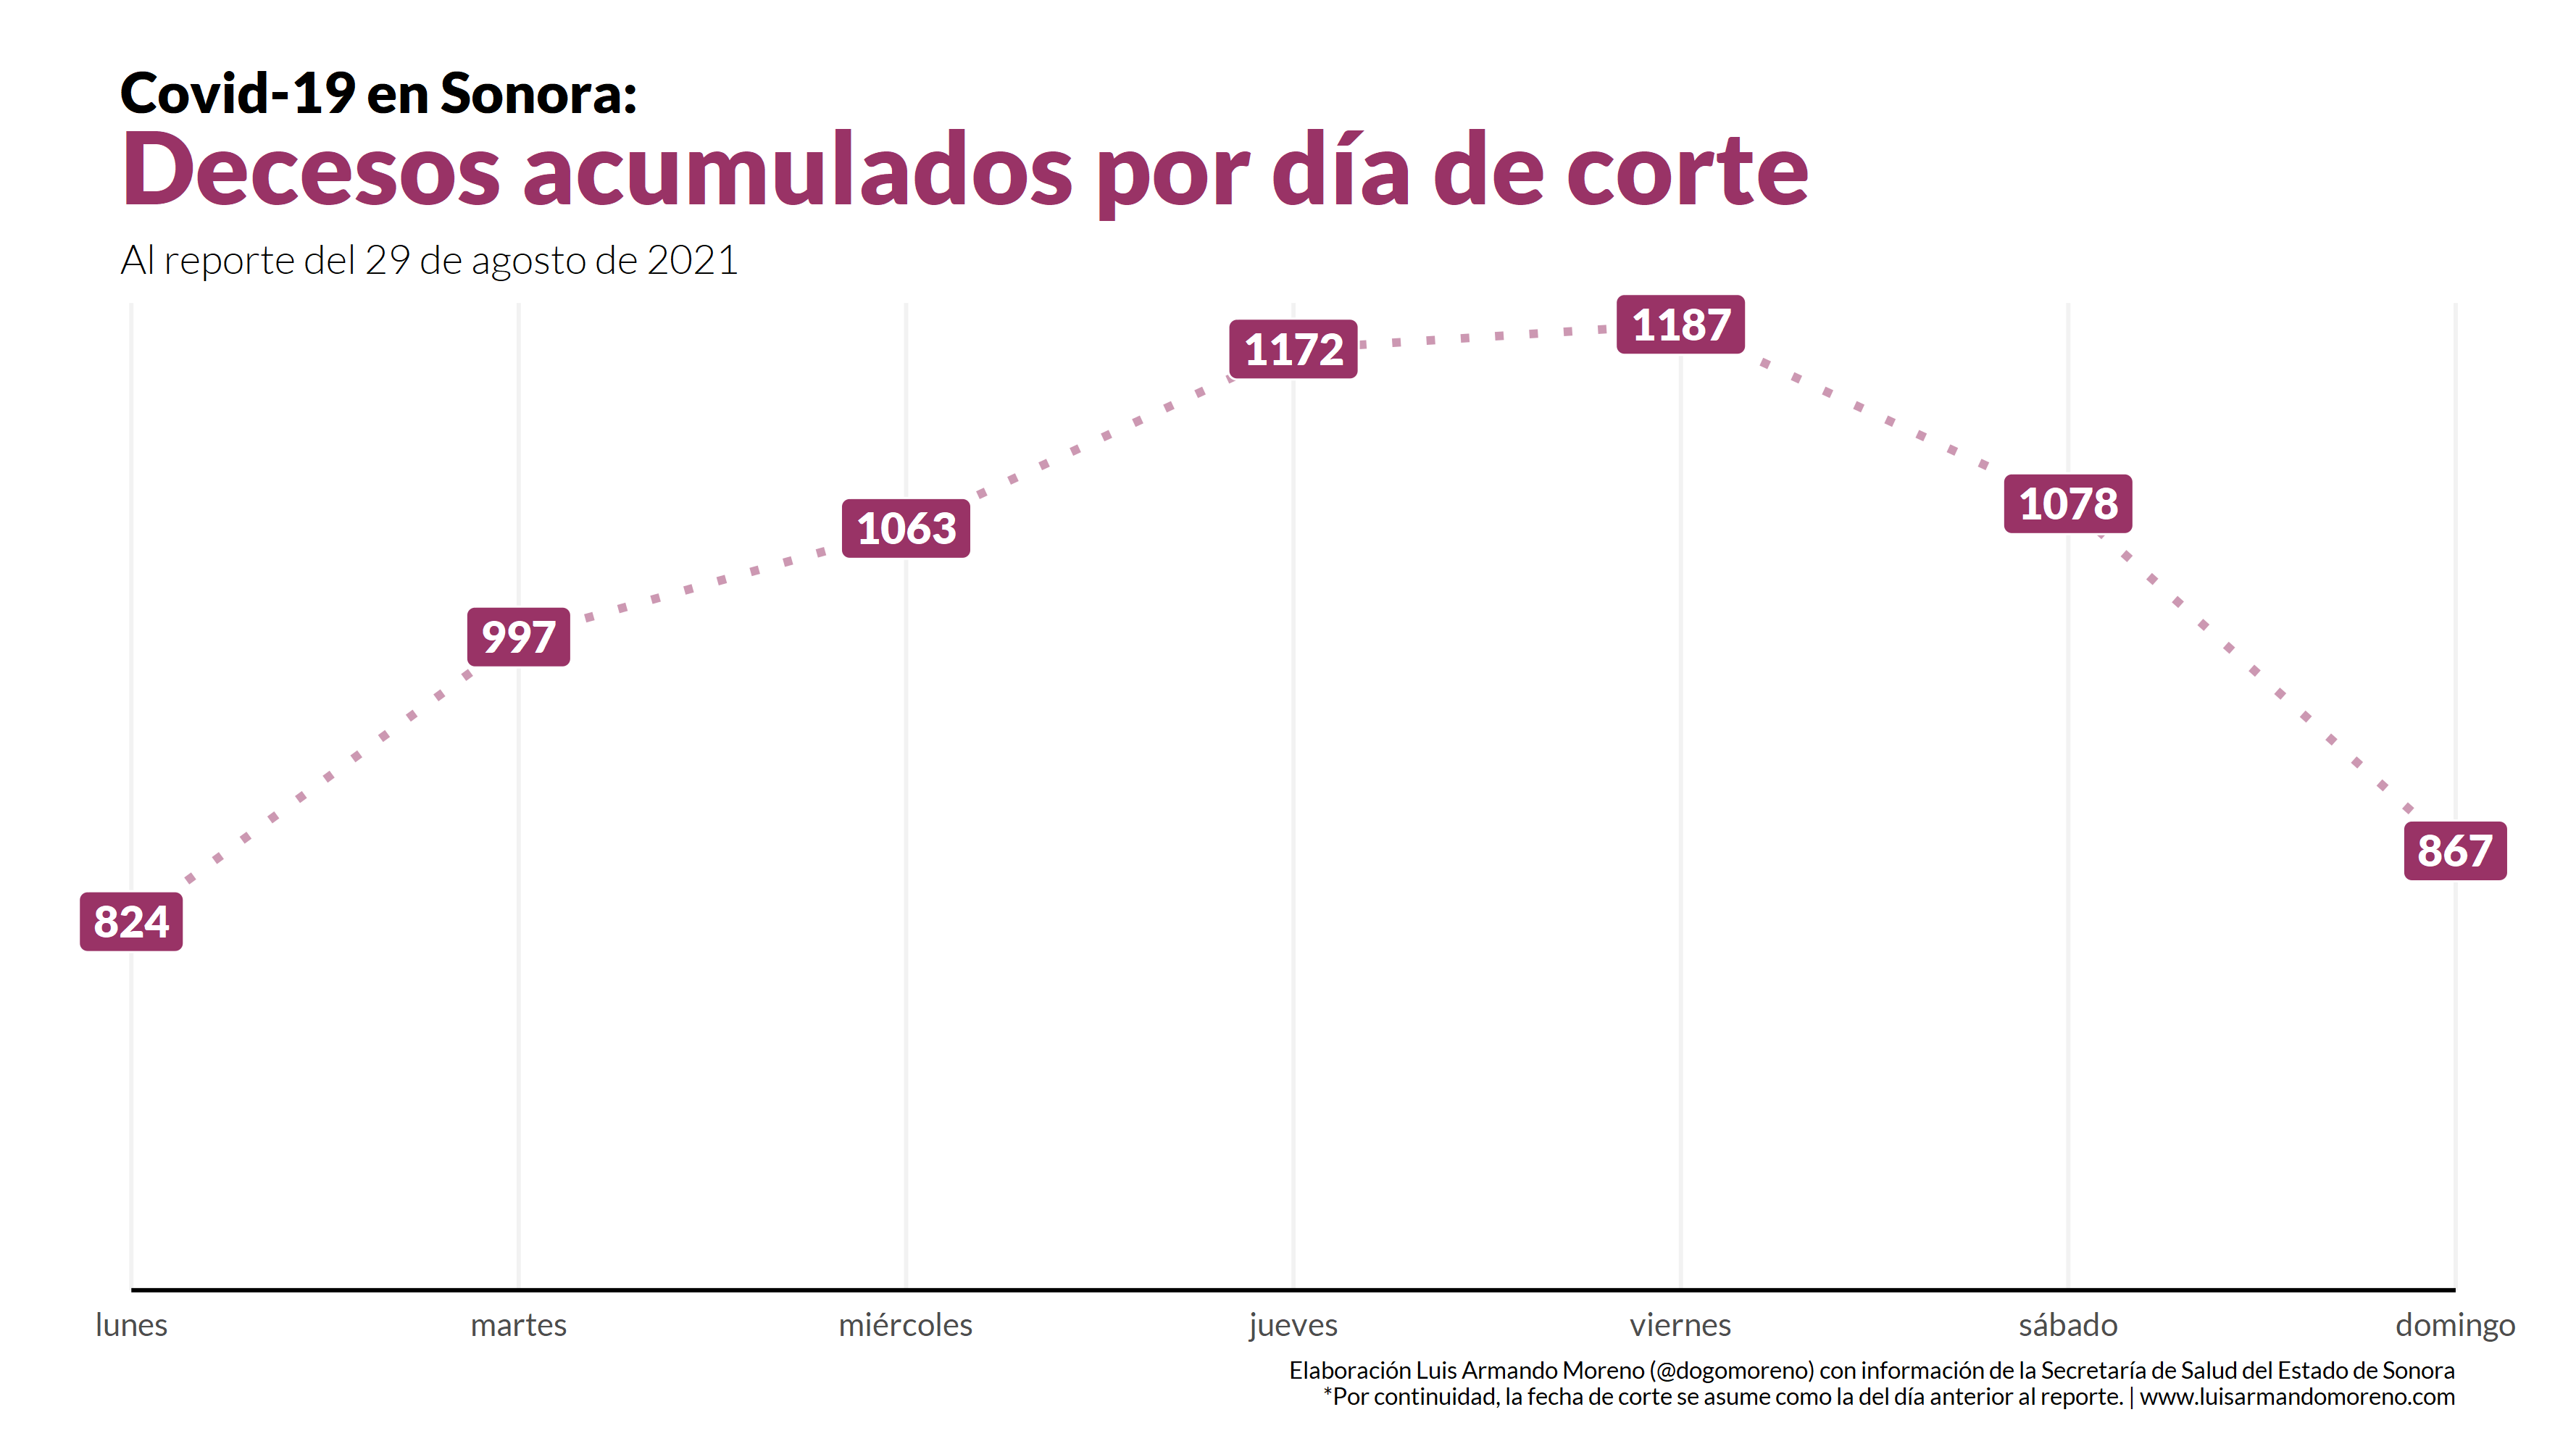 Covid-19 en Sonora:
Decesos acumulados por día de corte
Al reporte del 29 de agosto de 2021
824
997
1063
1172
1187
1078
867
lunes
martes
miércoles
jueves
viernes
sábado
domingo
Elaboración Luis Armando Moreno (@dogomoreno) con información de la Secretaría de Salud del Estado de Sonora
*Por continuidad, la fecha de corte se asume como la del día anterior al reporte. | www.luisarmandomoreno.com